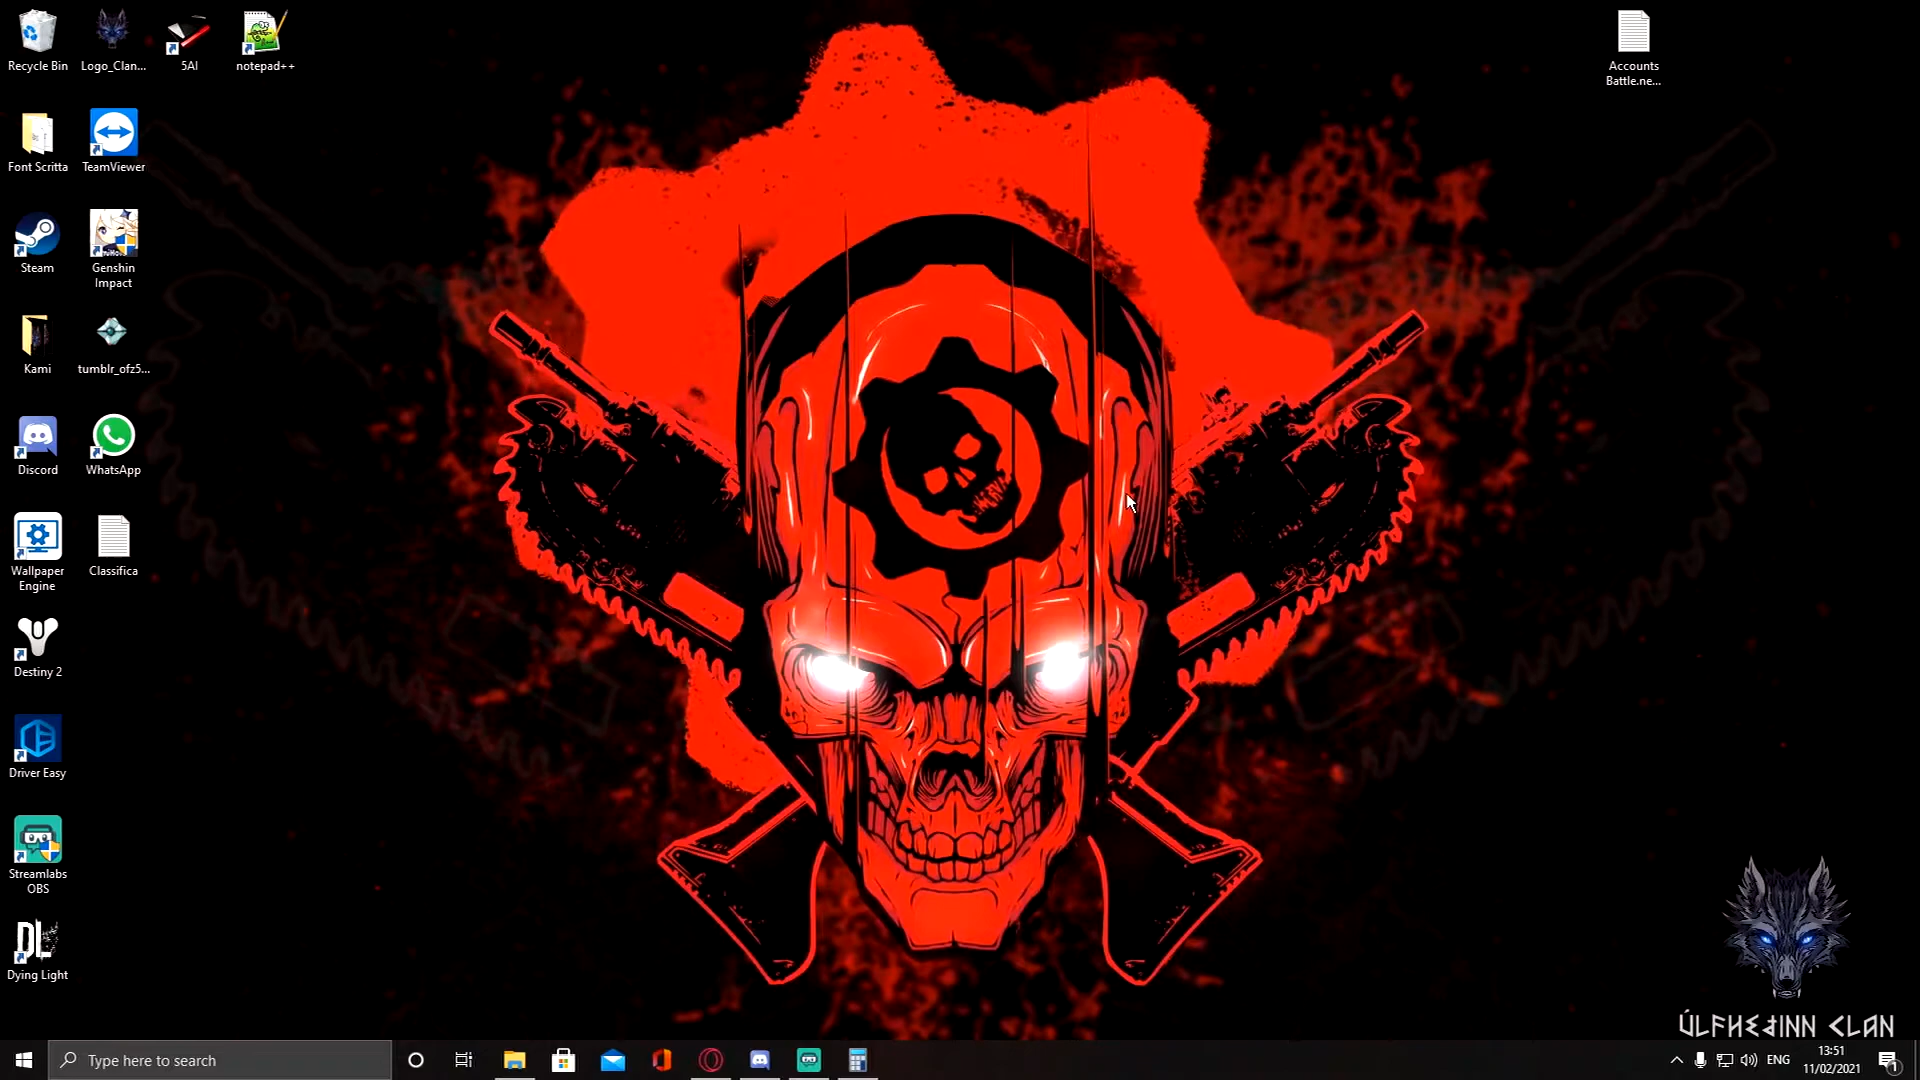 Recycle Bin
Logo_Clan...
5AI
notepad++
Accounts
Battle.ne...
Font Scritta
TeamViewer
Steam
Genshin
Impact
Kami
tumblr_ofz5...
Discord
WhatsApp
Wallpaper
Engine
Classifica
Destiny 2
Driver Easy
Streamlabs
OBS
DL
Dying Light
ÚLFHEÐINN CLAN
Type here to search
ENG
13:51
11/02/2021
1